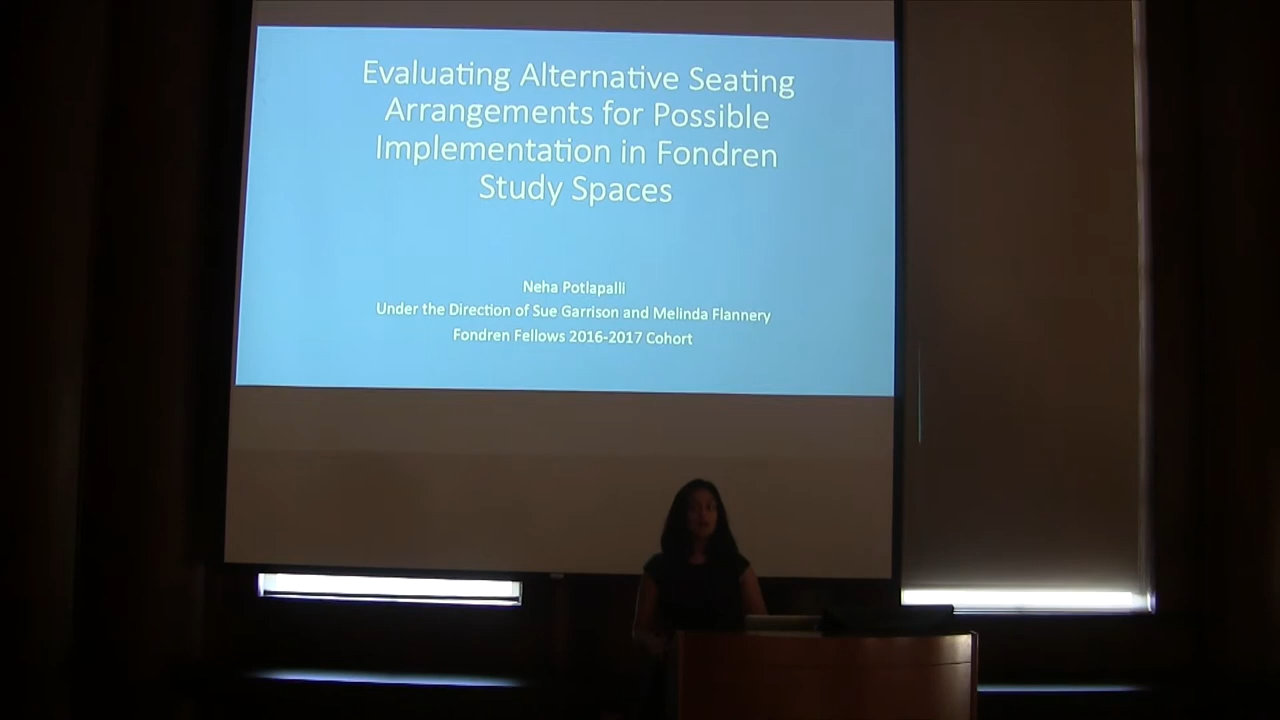 Evaluating Alternative Seating
Arrangements for Possible
Implementation in Fondren
Study Spaces
Neha Potlapalli
Under the Direction of Sue Garrison and Melinda Flannery
Fondren Fellows 2016-2017 Cohort